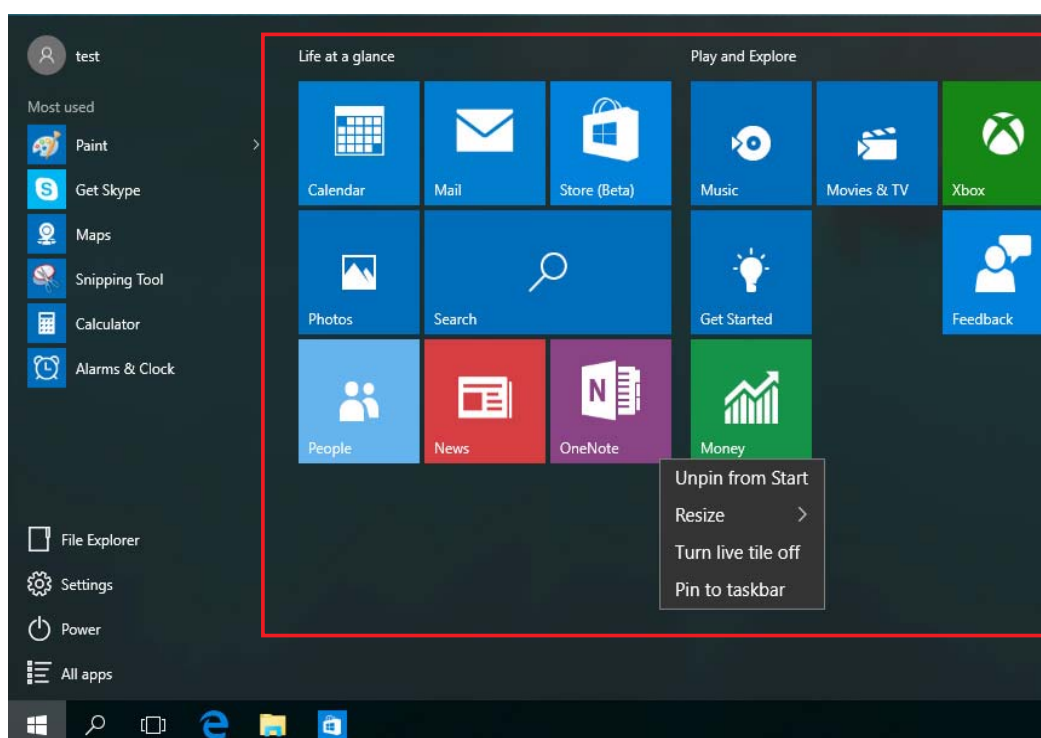 test
Most used
Paint
Get Skype
Maps
Snipping Tool
Calculator
Alarms & Clock
File Explorer
Settings
Power
All apps
Life at a glance
Calendar
Mail
Store (Beta)
Photos
Search
People
News
N
OneNote
Play and Explore
Music
Movies & TV
Xbox
Get Started
Feedback
Money
Unpin from Start
Resize
Turn live tile off
Pin to taskbar